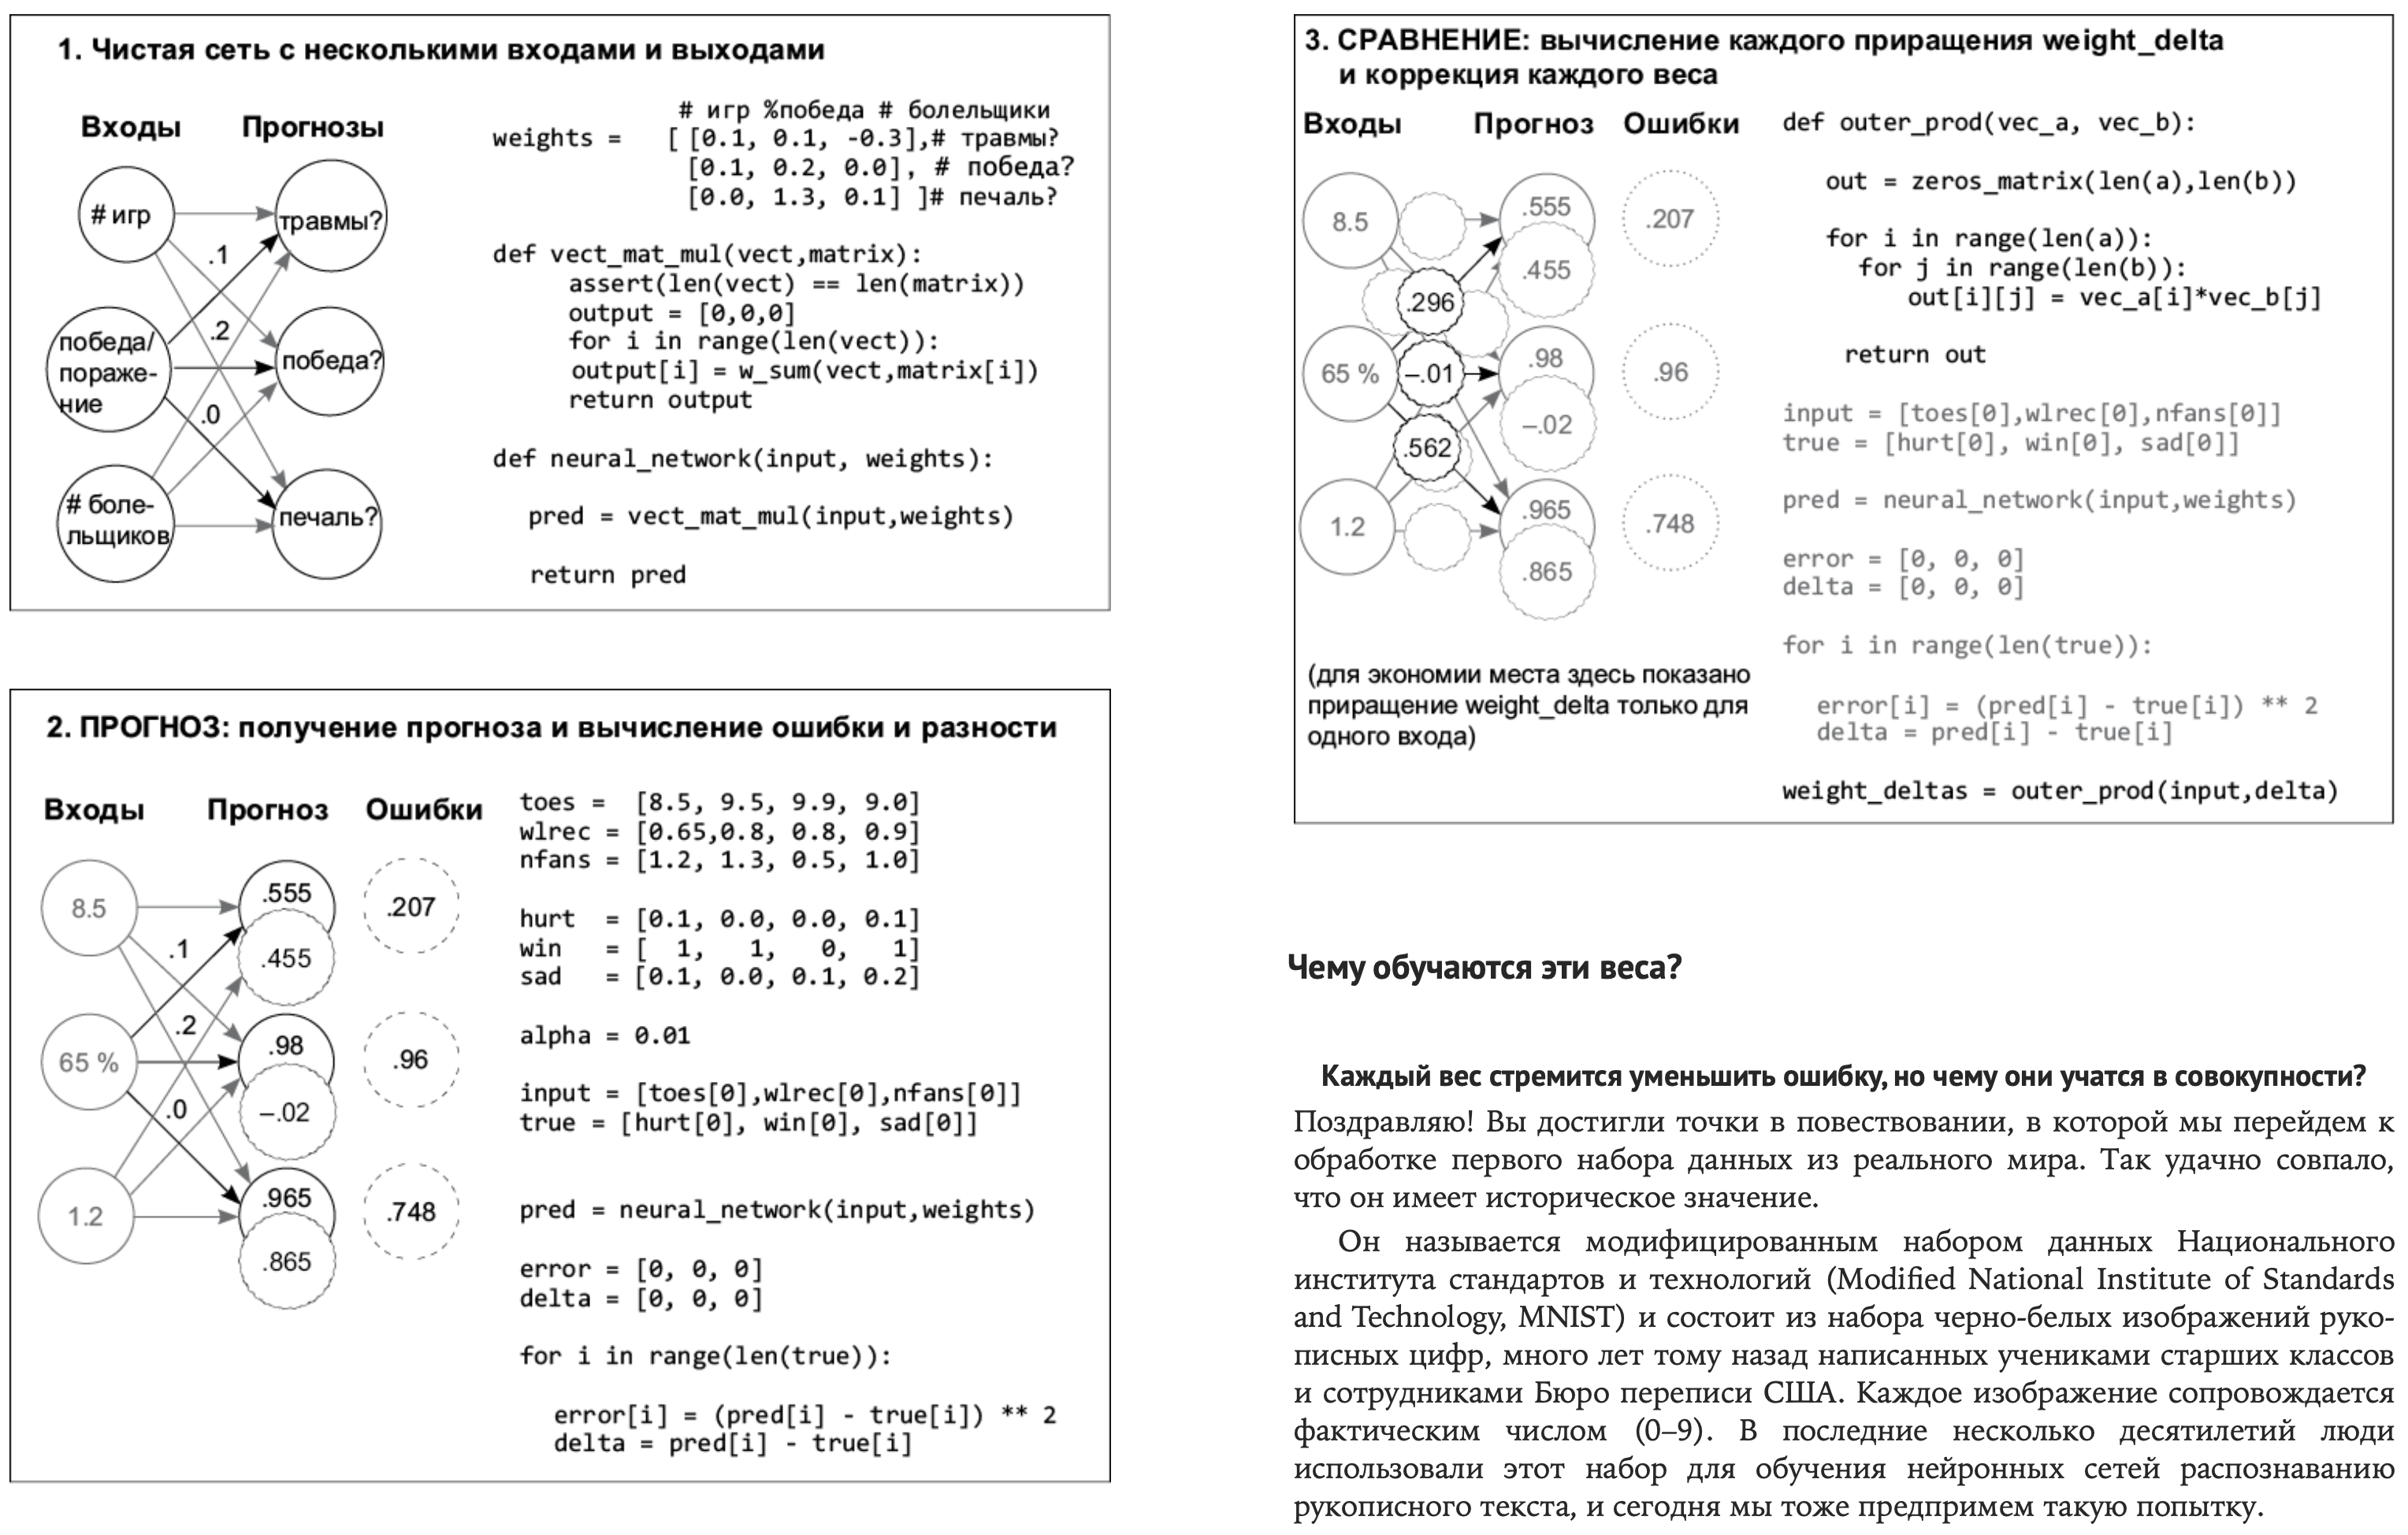 1. Чистая сеть с несколькими входами и выходами
Входы
Прогнозы
# игр
победа/
пораже-
ние
# боле-
льщиков
.1
.2
.0
травмы?
победа?
печаль?
# игр %победа # болельщики
weights = [ [0.1, 0.1, -0.3],# травмы?
[0.1, 0.2, 0.0], # победа?
[0.0, 1.3, 0.1] ]# печаль?
def vect_mat_mul(vect,matrix):
assert(len(vect) == len(matrix))
output = [0,0,0]
for i in range(len(vect)):
output[i] = w_sum(vect,matrix[i])
return output
def neural_network(input, weights):
pred = vect_mat_mul(input,weights)
return pred
2. ПРОГНОЗ: получение прогноза и вычисление ошибки и разности
Входы
Прогноз
Ошибки
8.5
65 %
1.2
.1
.2
.0
.555
.455
.98
–.02
.965
.865
.207
.96
.748
toes = [8.5, 9.5, 9.9, 9.0]
wlrec = [0.65,0.8, 0.8, 0.9]
nfans = [1.2, 1.3, 0.5, 1.0]
hurt = [0.1, 0.0, 0.0, 0.1]
win = [ 1, 1, 0, 1]
sad = [0.1, 0.0, 0.1, 0.2]
alpha = 0.01
input = [toes[0],wlrec[0],nfans[0]]
true = [hurt[0], win[0], sad[0]]
pred = neural_network(input,weights)
error = [0, 0, 0]
delta = [0, 0, 0]
for i in range(len(true)):
error[i] = (pred[i] - true[i]) ** 2
delta = pred[i] - true[i]
3. СРАВНЕНИЕ: вычисление каждого приращения weight_delta
и коррекция каждого веса
Входы
Прогноз
Ошибки
8.5
65 %
1.2
.296
–.01
.562
.555
.455
.98
–.02
.965
.865
.207
.96
.748
(для экономии места здесь показано
приращение weight_delta только для
одного входа)
def outer_prod(vec_a, vec_b):
out = zeros_matrix(len(a),len(b))
for i in range(len(a)):
for j in range(len(b)):
out[i][j] = vec_a[i]*vec_b[j]
return out
input = [toes[0],wlrec[0],nfans[0]]
true = [hurt[0], win[0], sad[0]]
pred = neural_network(input,weights)
error = [0, 0, 0]
delta = [0, 0, 0]
for i in range(len(true)):
error[i] = (pred[i] - true[i]) ** 2
delta = pred[i] - true[i]
weight_deltas = outer_prod(input,delta)
Чему обучаются эти веса?
Каждый вес стремится уменьшить ошибку, но чему они учатся в совокупности?
Поздравляю! Вы достигли точки в повествовании, в которой мы перейдем к
обработке первого набора данных из реального мира. Так удачно совпало,
что он имеет историческое значение.
Он называется модифицированным набором данных Национального
института стандартов и технологий (Modified National Institute of Standards
and Technology, MNIST) и состоит из набора черно-белых изображений руко-
писных цифр, много лет тому назад написанных учениками старших классов
и сотрудниками Бюро переписи США. Каждое изображение сопровождается
фактическим числом (0–9). В последние несколько десятилетий люди
использовали этот набор для обучения нейронных сетей распознаванию
рукописного текста, и сегодня мы тоже предпримем такую попытку.